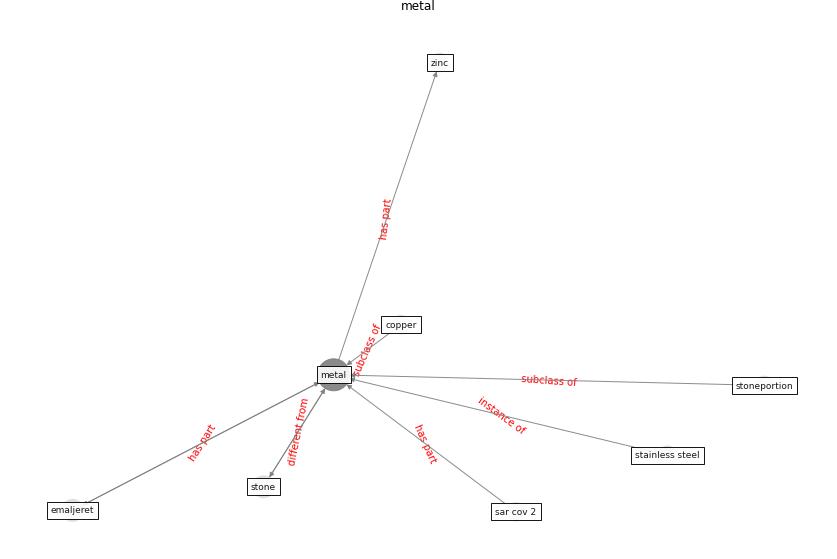 metal
zinc
has part
copper
subclass of
metal
subclass of
stoneportion
instance of
has part
different from
has part
stainless steel
stone
emaljeret
sar cov 2